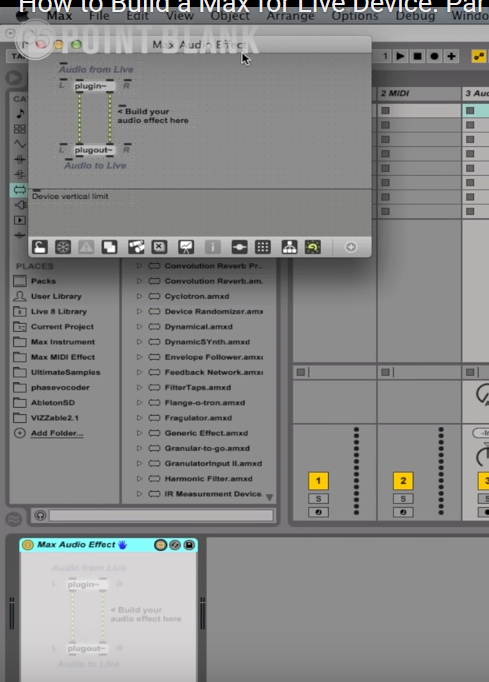 How to Build a Max for Live Device: Par
Max File Edit View Object Arrange Options Debug Windo
POINT BLANK
Max Audio Effect
Audio from Live
L plugin~ R
< Build your
audio effect here
L plugout~ R
Audio to Live
Device vertical limit
1
2 MIDI
3 Aud
PLACES
Packs
User Library
Live 8 Library
Current Project
Max Instrument
Max MIDI Effect
UltimateSamples
phasevocoder
AbletonSD
VIZZable2.1
Add Folder...
Convolution Reverb Pr..
Convolution Reverb.am.
Cyclotron.amxd
Device Randomizer.amx
Dynamical.amxd
DynamicSYnth.amxd
Envelope Follower.amx
Feedback Network.amx
FilterTaps.amxd
Flange-o-tron.amxd
Fragulator.amxd
Generic Effect.amxd
Granular-to-go.amxd
GranulatorInput II.amxd
Harmonic Filter.amxd
IR Measurement Device.
1
2
3
S
S
S
Max Audio Effect
Audio from Live
L plugin~ R
< Build your
audio effect here
L plugout~ R
Audio to Live